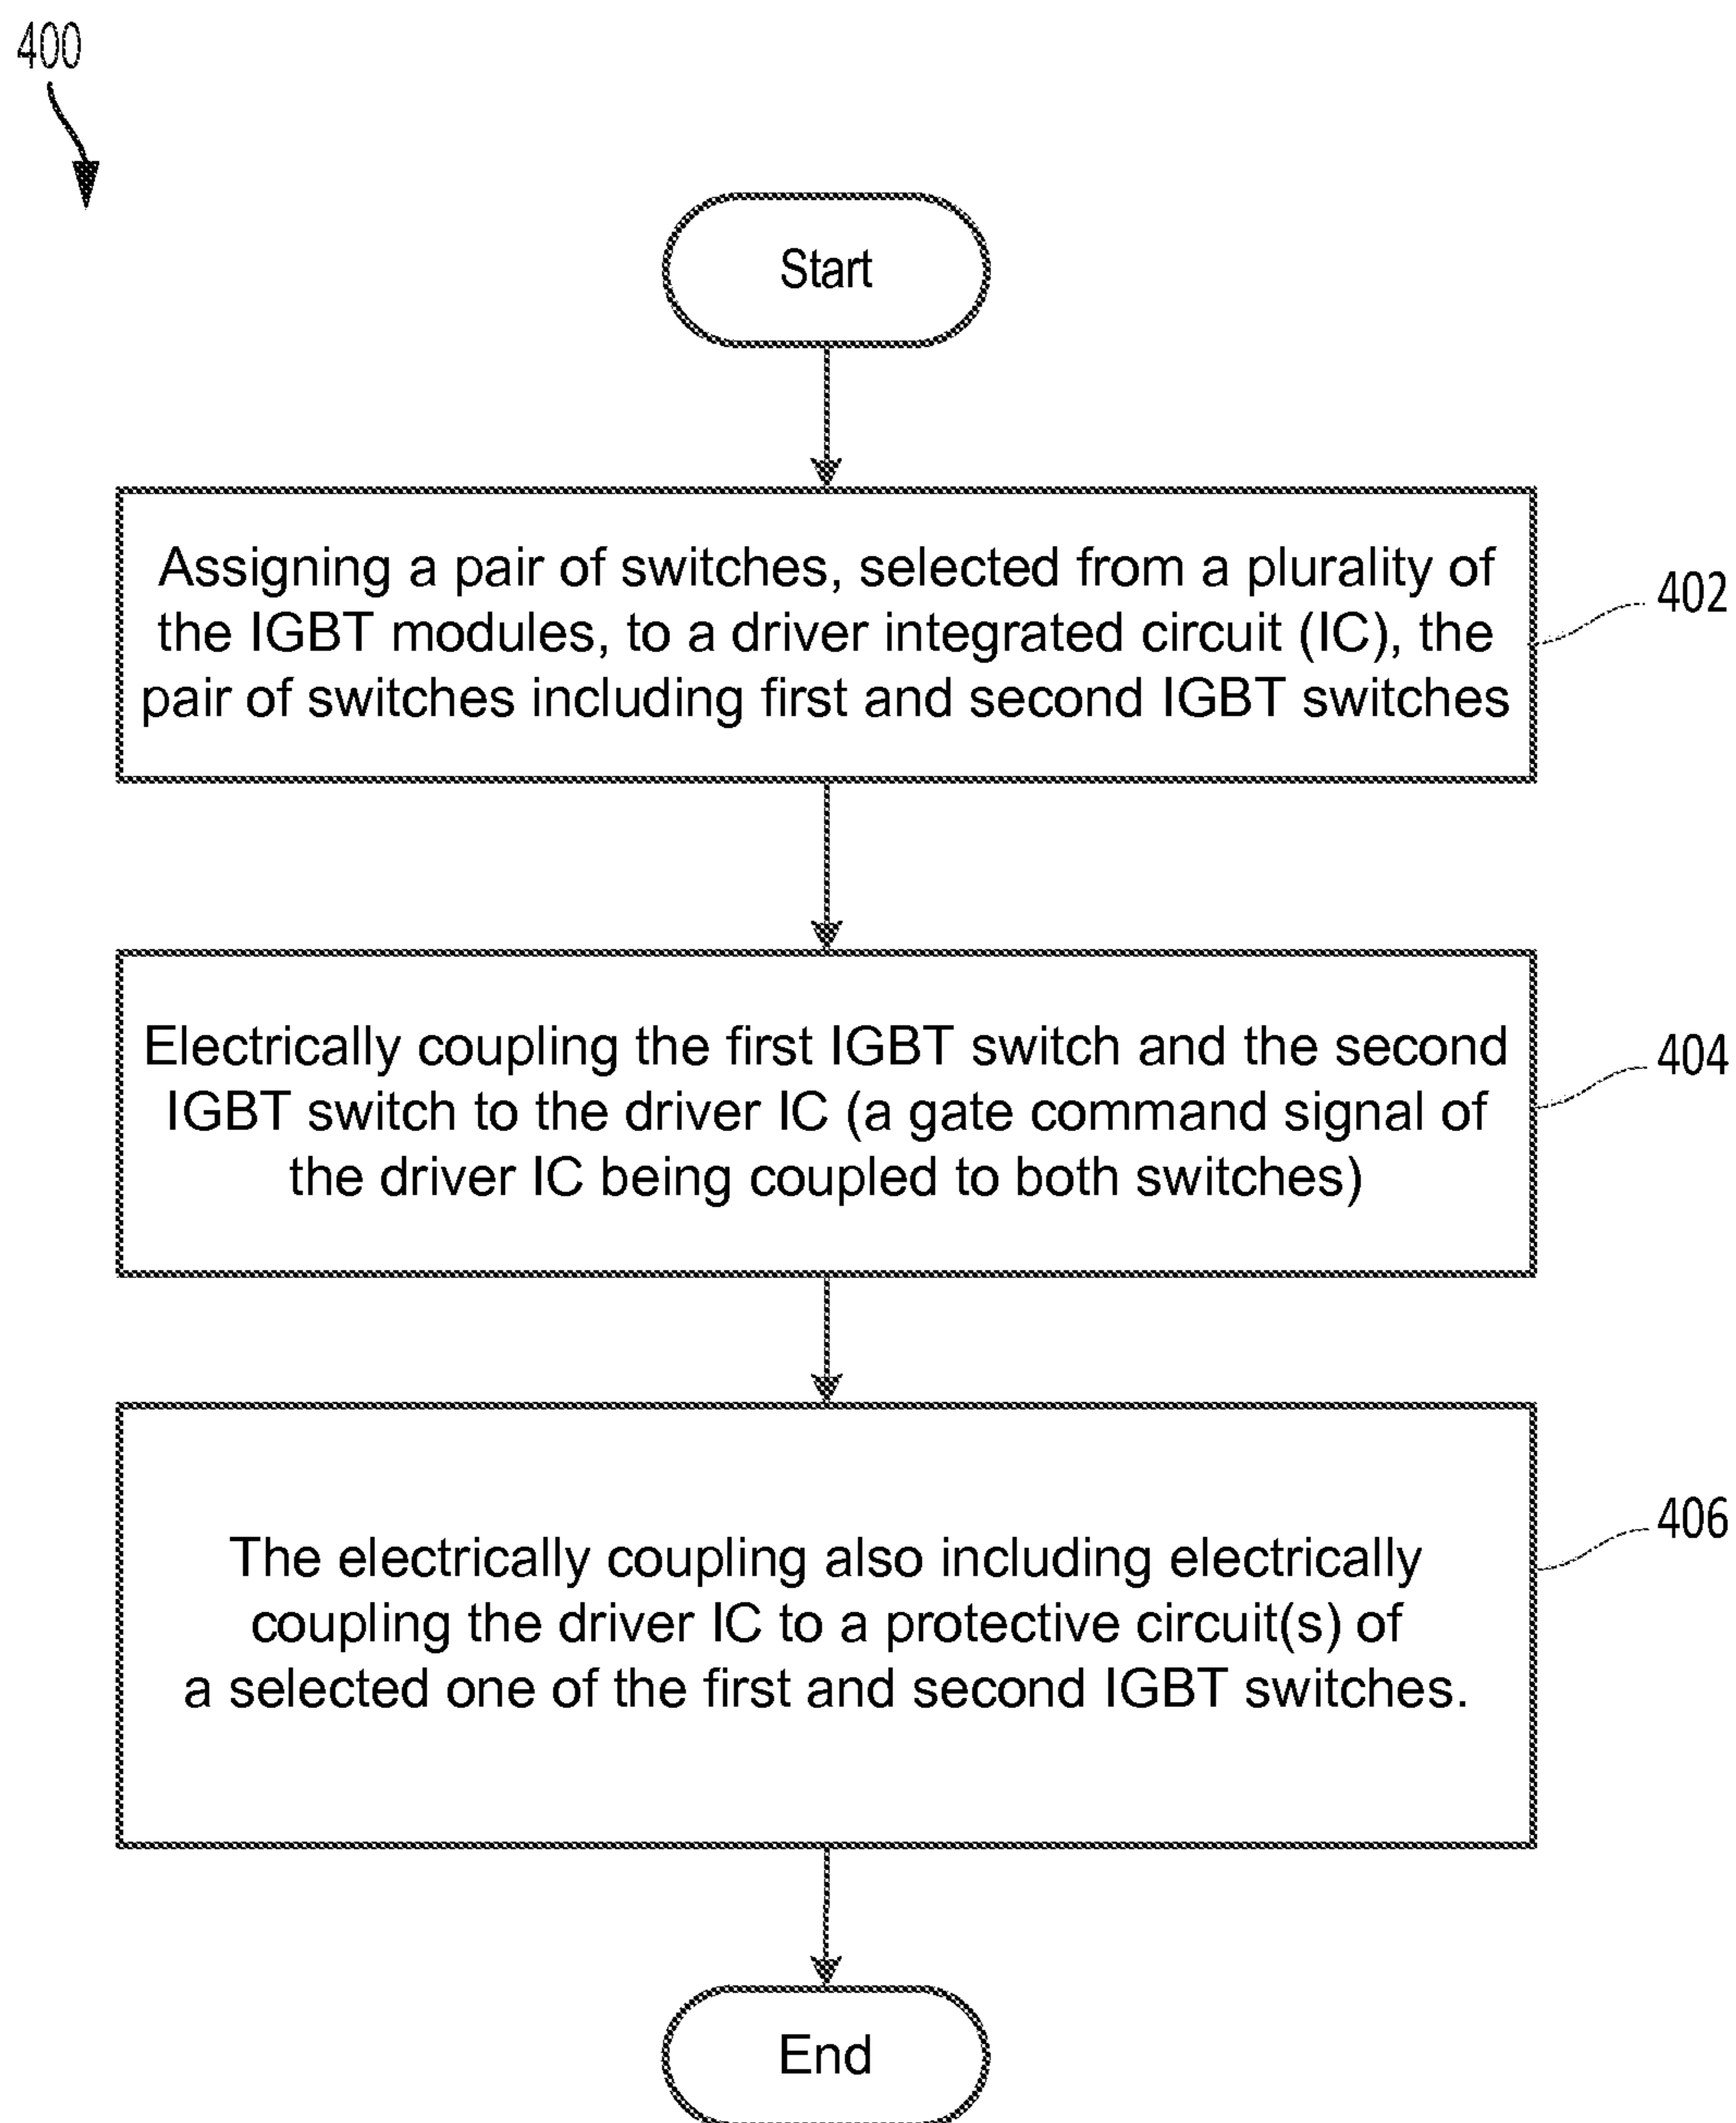 400
Start
Assigning a pair of switches, selected from a plurality of
the IGBT modules, to a driver integrated circuit (IC), the
pair of switches including first and second IGBT switches
402
Electrically coupling the first IGBT switch and the second
IGBT switch to the driver IC (a gate command signal of
the driver IC being coupled to both switches)
404
The electrically coupling also including electrically
coupling the driver IC to a protective circuit(s) of
a selected one of the first and second IGBT switches.
406
End